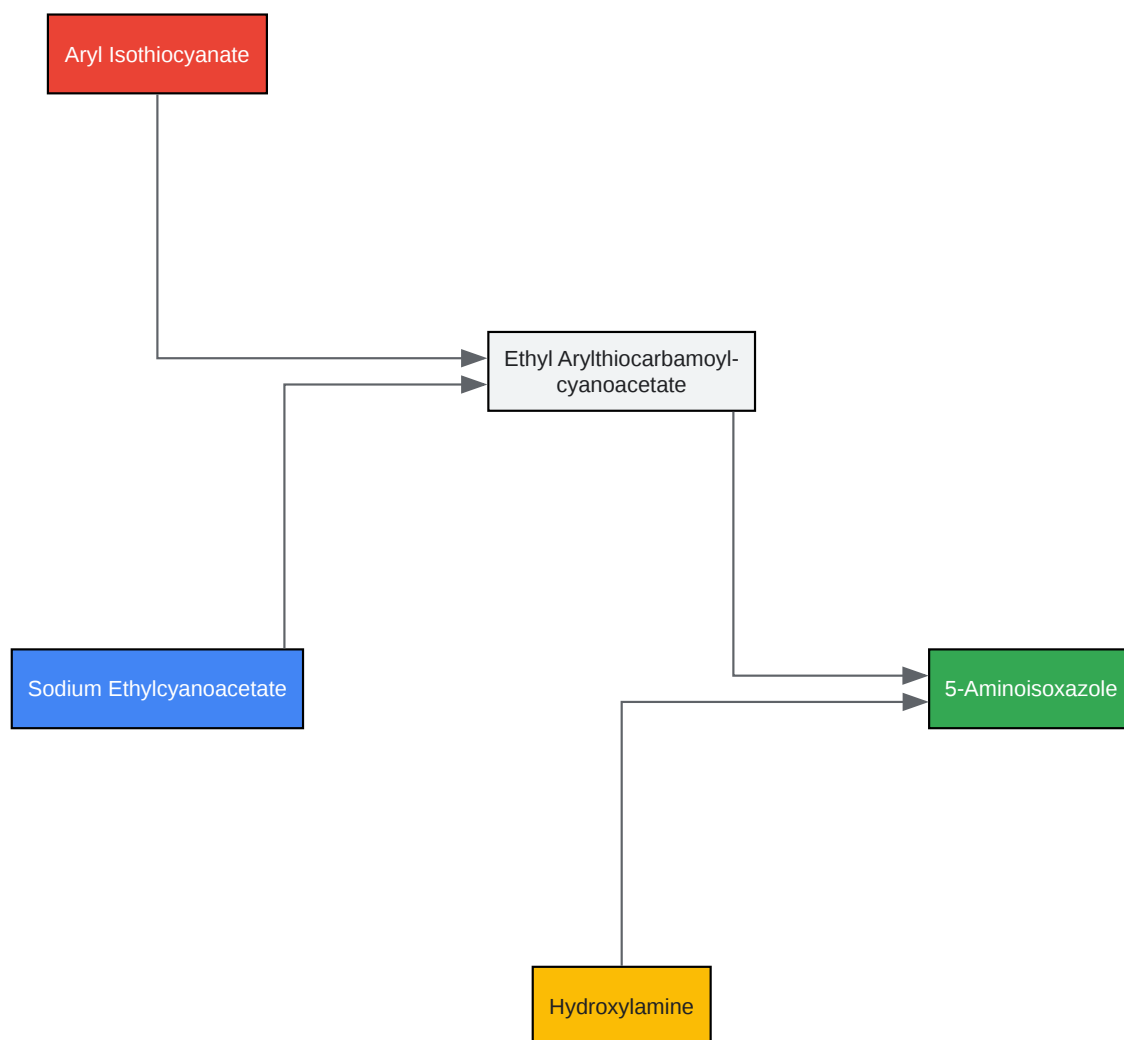 Aryl Isothiocyanate
Ethyl Arylthiocarbamoyl-
cyanoacetate
Sodium Ethylcyanoacetate
5-Aminoisoxazole
Hydroxylamine